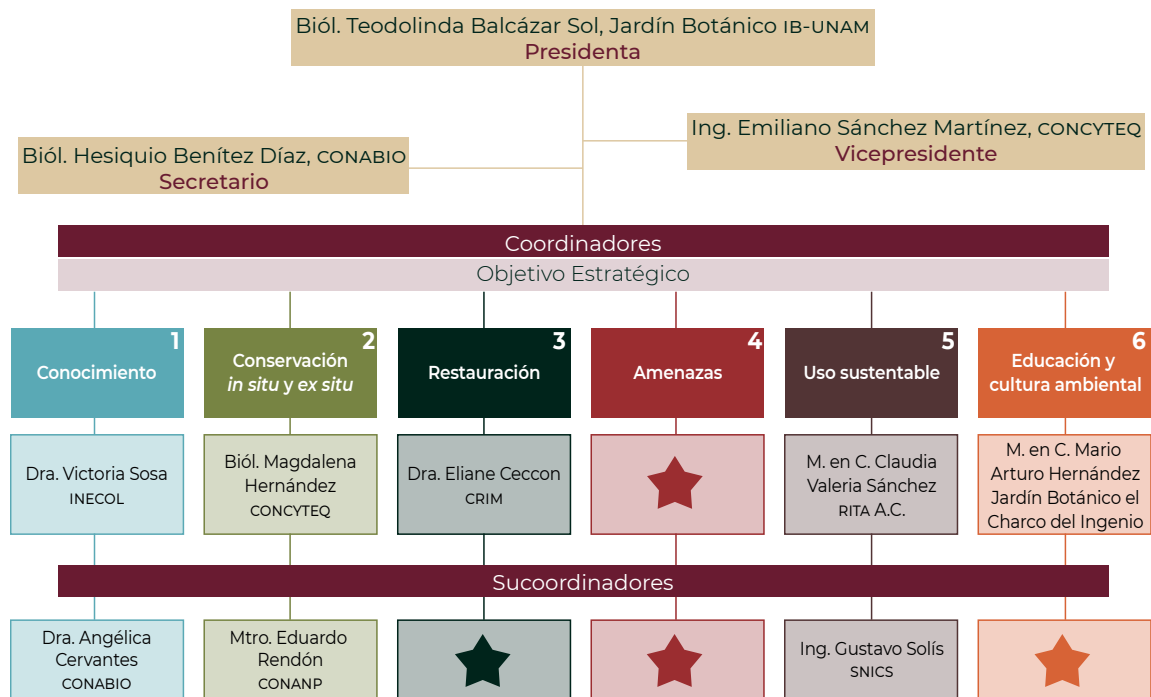 Biól. Teodolinda Balcázar Sol, Jardín Botánico IB-UNAM
Presidenta
Ing. Emiliano Sánchez Martínez, CONCYTEQ
Vicepresidente
Biól. Hesiquio Benítez Díaz, CONABIO
Secretario
Coordinadores
Objetivo Estratégico
1
Conocimiento
2
Conservación
in situ y ex situ
3
Restauración
4
Amenazas
5
Uso sustentable
6
Educación y
cultura ambiental
Dra. Victoria Sosa
INECOL
Biól. Magdalena
Hernández
CONCYTEQ
Dra. Eliane Ceccon
CRIM
M. en C. Claudia
Valeria Sánchez
RITA A.C.
M. en C. Mario
Arturo Hernández
Jardín Botánico el
Charco del Ingenio
Sucoordinadores
Dra. Angélica
Cervantes
CONABIO
Mtro. Eduardo
Rendón
CONANP
Ing. Gustavo Solís
SNICS